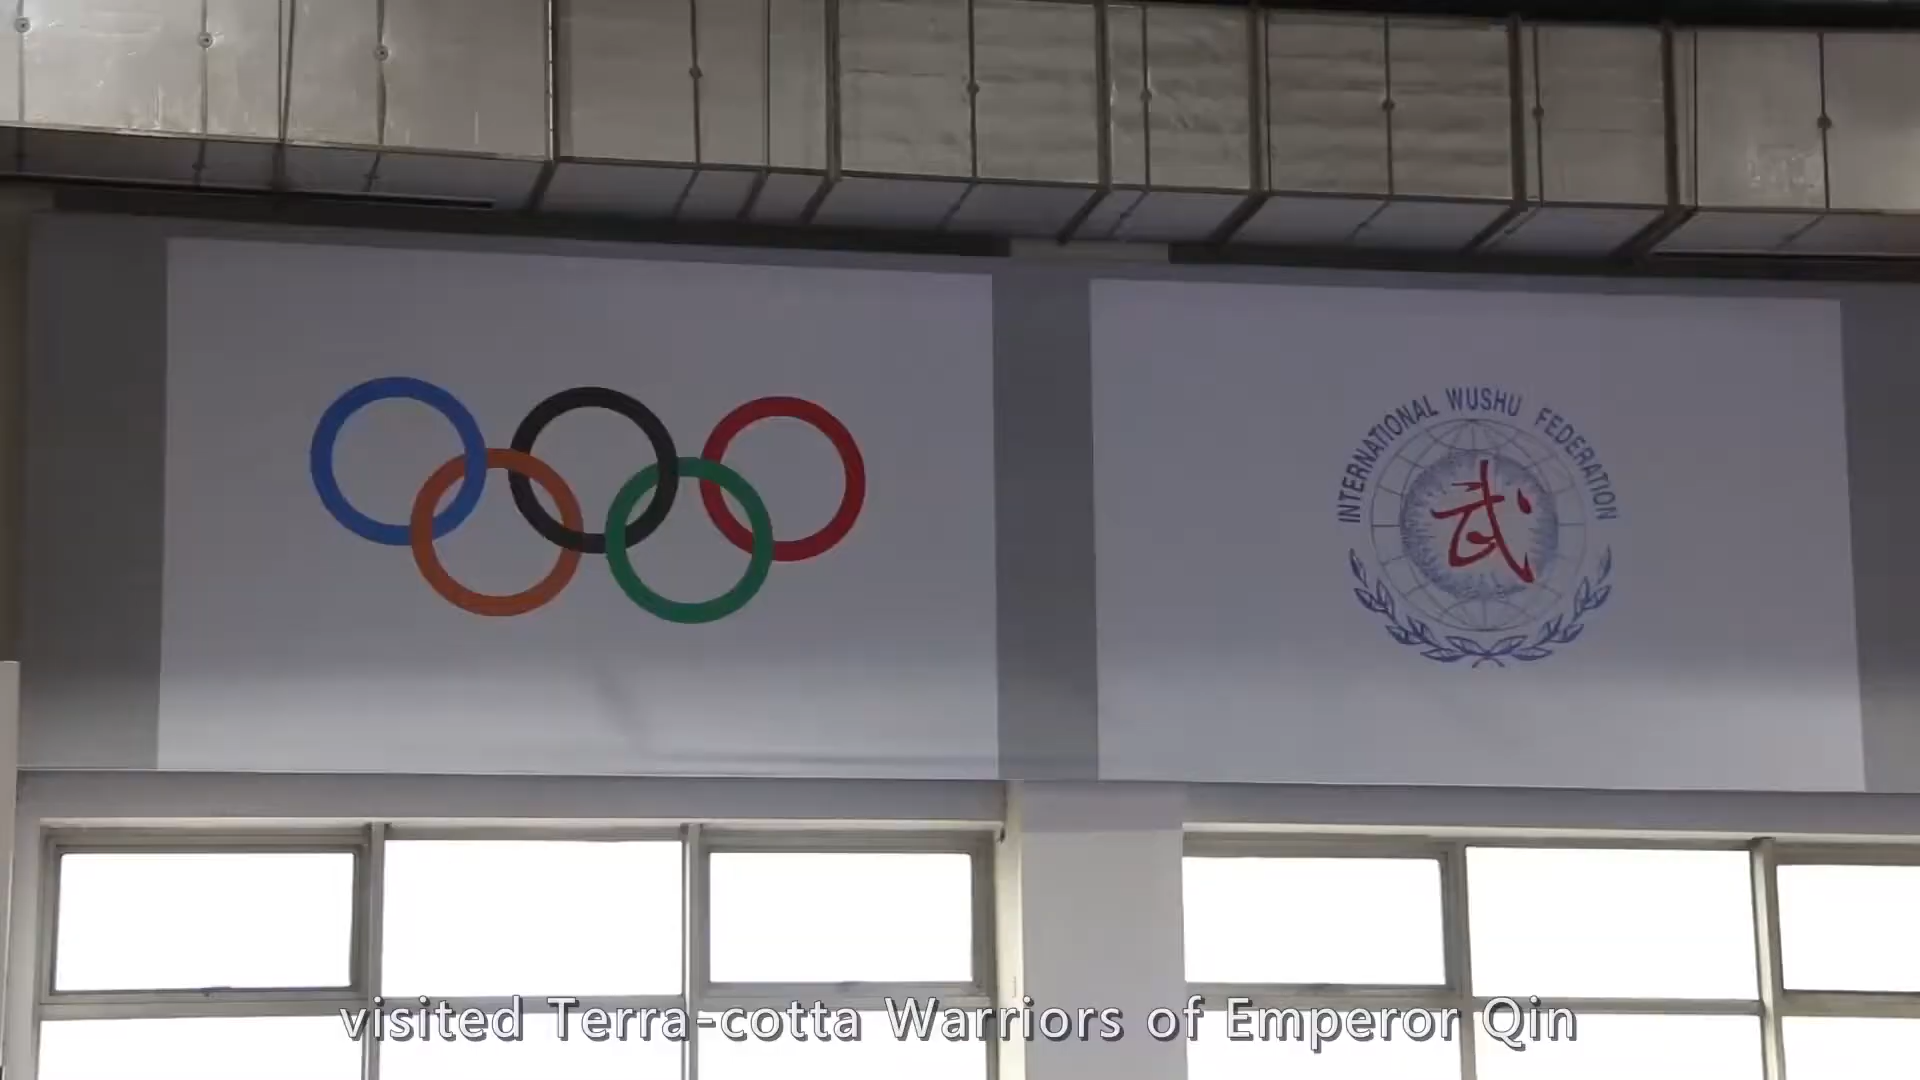 INTERNATIONAL WUSHU FEDERATION
武
visited Terra-cotta Warriors of Emperor Qin